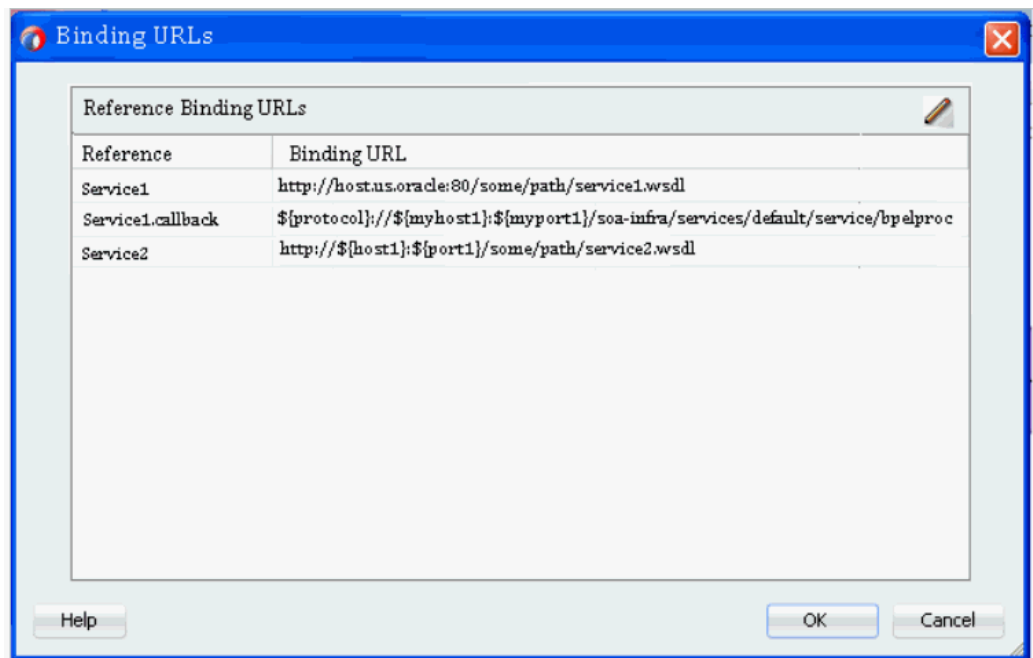 Binding URLs
Reference Binding URLs
Reference Binding URL
Service1 http://host.us.oracle:80/some/path/service1.wsdl
Service1.callback ${protocol}://${myhost1}:${myport1}/soa-infra/services/default/service/bpelproc
Service2 http://${host1}:${port1}/some/path/service2.wsdl
Help OK Cancel